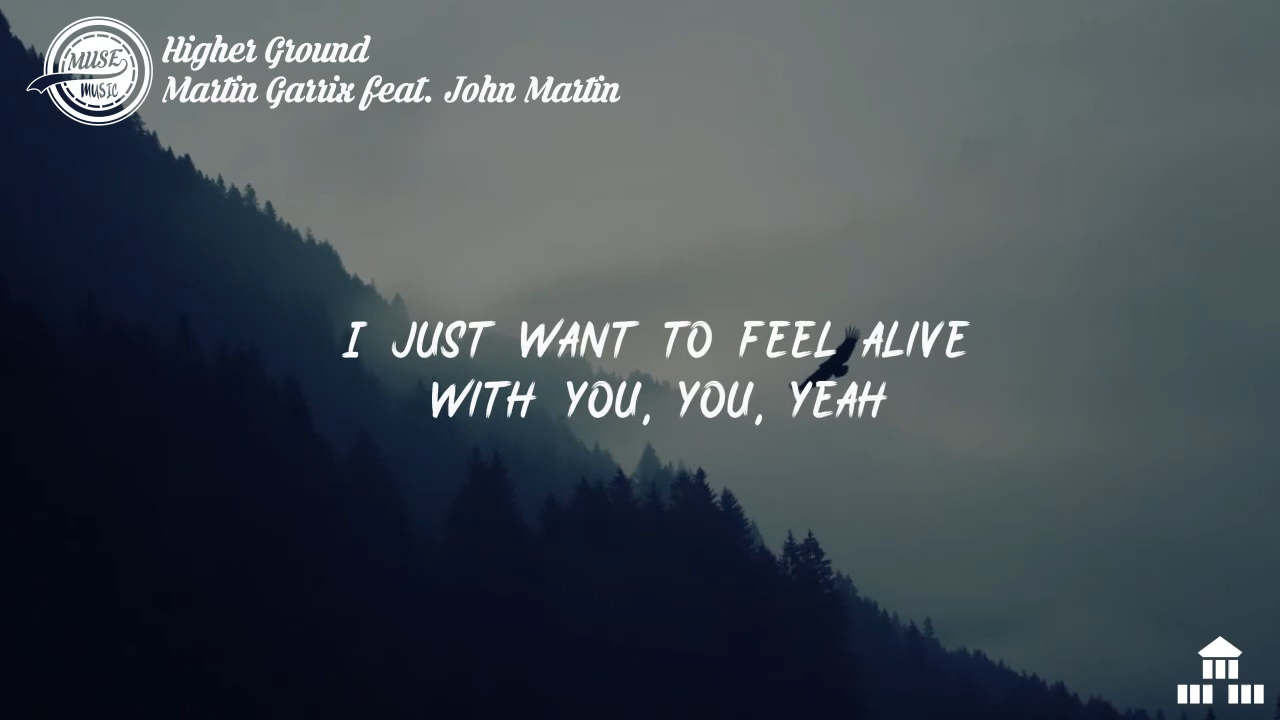 MUSE
MUSIC
Higher Ground
Martin Garrix feat. John Martin
I JUST WANT TO FEEL ALIVE
WITH YOU, YOU, YEAH